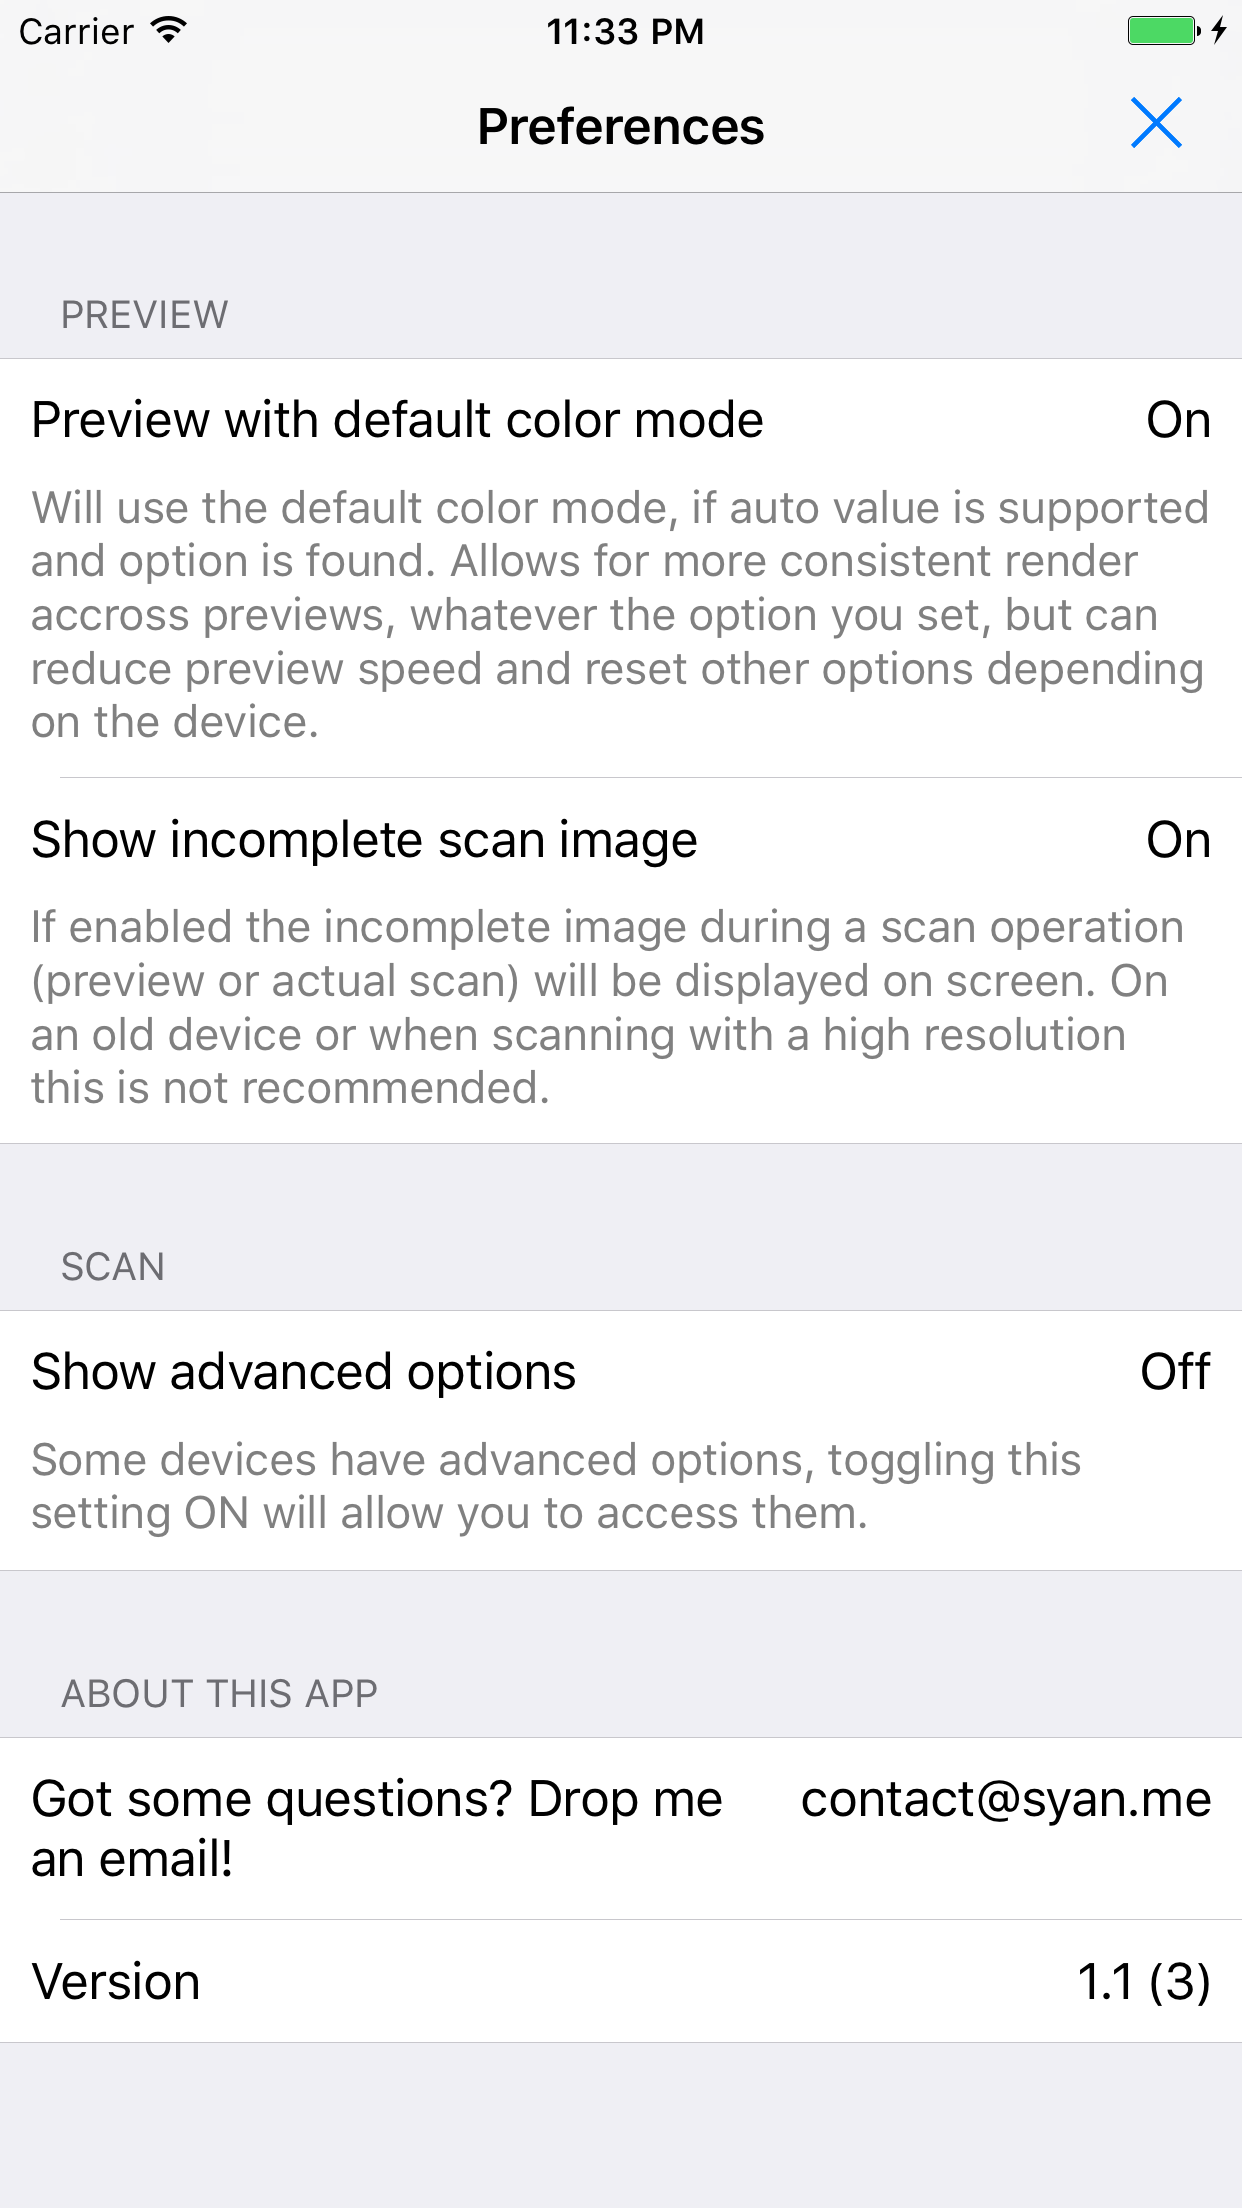 Carrier 11:33 PM
Preferences
PREVIEW
Preview with default color mode On
Will use the default color mode, if auto value is supported
and option is found. Allows for more consistent render
accross previews, whatever the option you set, but can
reduce preview speed and reset other options depending
on the device.
Show incomplete scan image On
If enabled the incomplete image during a scan operation
(preview or actual scan) will be displayed on screen. On
an old device or when scanning with a high resolution
this is not recommended.
SCAN
Show advanced options Off
Some devices have advanced options, toggling this
setting ON will allow you to access them.
ABOUT THIS APP
Got some questions? Drop me contact@syan.me
an email!
Version 1.1 (3)